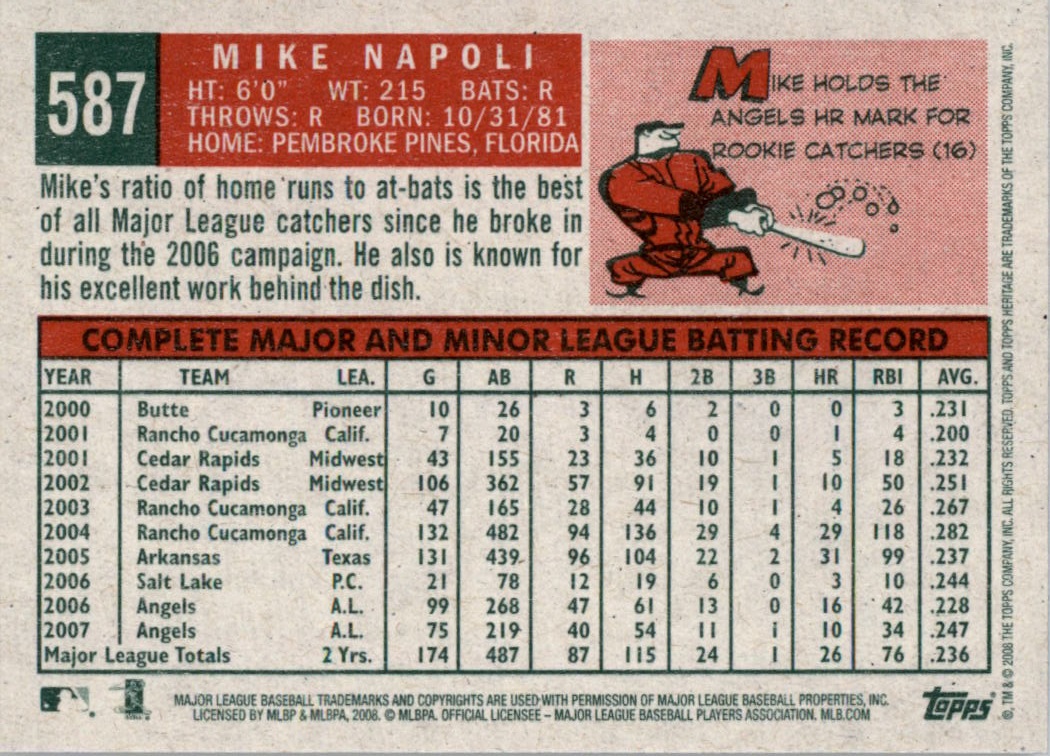 587
MIKE NAPOLI
HT: 6'0" WT: 215 BATS: R
THROWS: R BORN: 10/31/81
HOME: PEMBROKE PINES, FLORIDA
MIKE HOLDS THE
ANGELS HR MARK FOR
ROOKIE CATCHERS (16)
Mike's ratio of home runs to at-bats is the best
of all Major League catchers since he broke in
during the 2006 campaign. He also is known for
his excellent work behind the dish.
COMPLETE MAJOR AND MINOR LEAGUE BATTING RECORD
YEAR TEAM LEA. G AB R H 2B 3B HR RBI AVG.
2000 Butte Pioneer 10 26 3 6 2 0 0 3 .231
2001 Rancho Cucamonga Calif. 7 20 3 4 0 0 1 4 .200
2001 Cedar Rapids Midwest 43 155 23 36 10 1 5 18 .232
2002 Cedar Rapids Midwest 106 362 57 91 19 1 10 50 .251
2003 Rancho Cucamonga Calif. 47 165 28 44 10 1 4 26 .267
2004 Rancho Cucamonga Calif. 132 482 94 136 29 4 29 118 .282
2005 Arkansas Texas 131 439 96 104 22 2 31 99 .237
2006 Salt Lake P.C. 21 78 12 19 6 0 3 10 .244
2006 Angels A.L. 99 268 47 61 13 0 16 42 .228
2007 Angels A.L. 75 219 40 54 11 1 10 34 .247
Major League Totals 2 Yrs. 174 487 87 115 24 1 26 76 .236
MAJOR LEAGUE BASEBALL TRADEMARKS AND COPYRIGHTS ARE USED WITH PERMISSION OF MAJOR LEAGUE BASEBALL PROPERTIES, INC.
LICENSED BY MLBP & MLBPA, 2008. © MLBPA. OFFICIAL LICENSEE – MAJOR LEAGUE BASEBALL PLAYERS ASSOCIATION. MLB.COM
Topps
®, TM & © 2008 THE TOPPS COMPANY, INC. ALL RIGHTS RESERVED. TOPPS AND TOPPS HERITAGE ARE TRADEMARKS OF THE TOPPS COMPANY, INC.